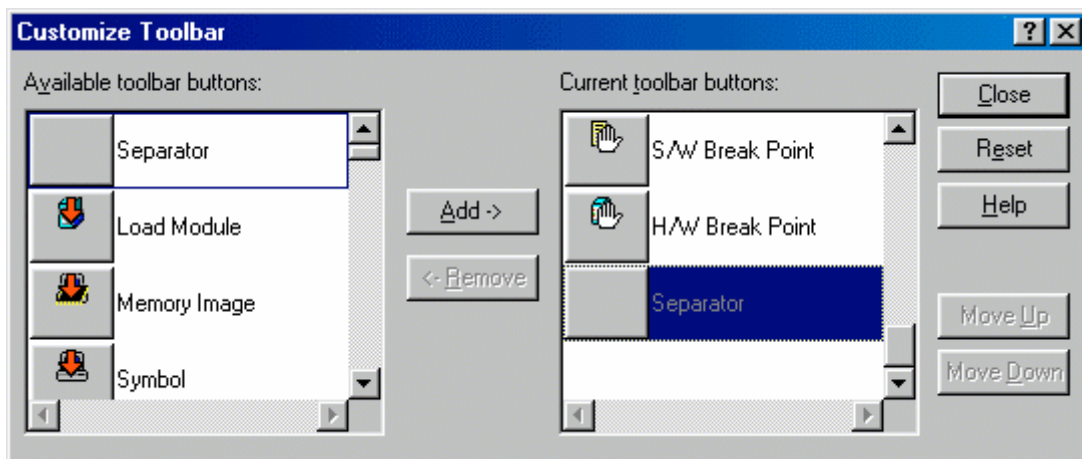 Customize Toolbar
Available toolbar buttons:
Separator
Load Module
Memory Image
Symbol
Add ->
<- Remove
Current toolbar buttons:
S/W Break Point
H/W Break Point
Separator
Close
Reset
Help
Move Up
Move Down